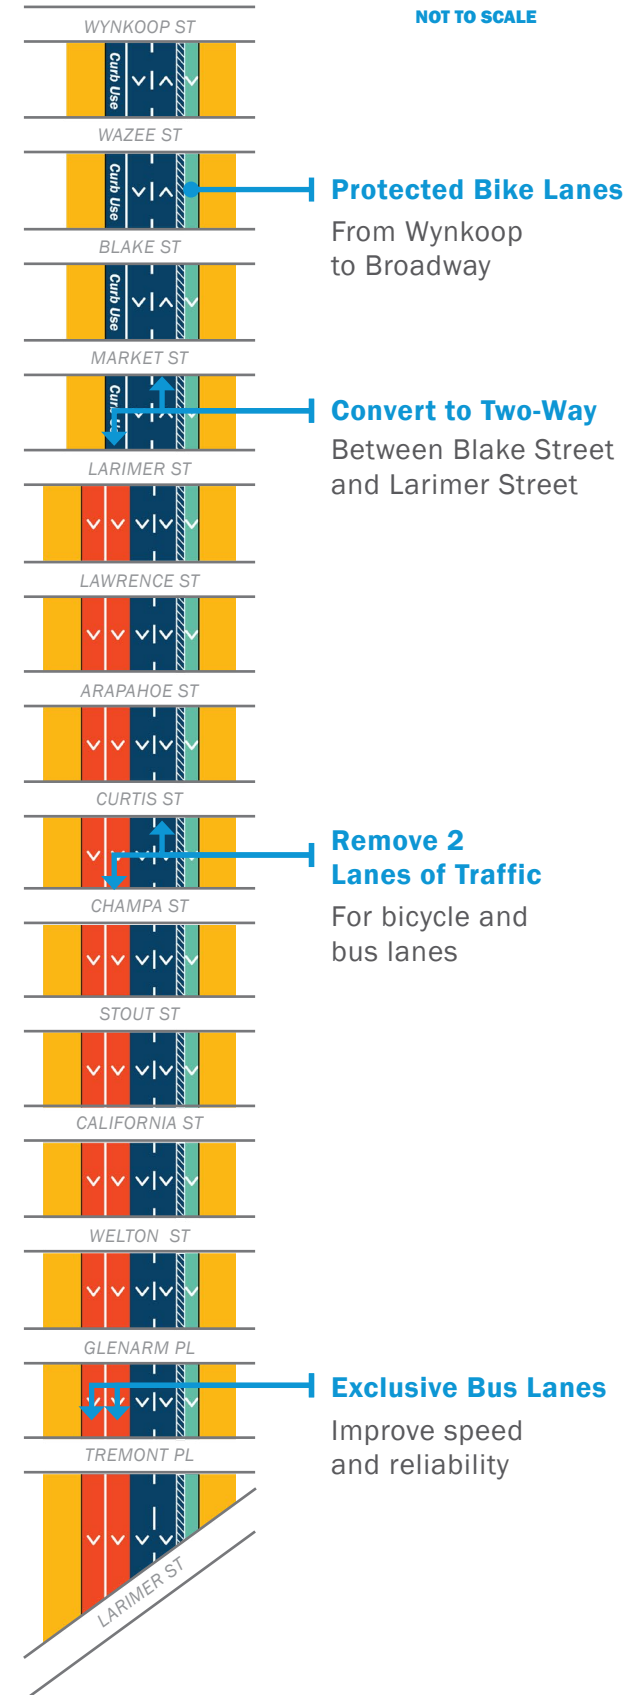 WYNKOOP ST
NOT TO SCALE
Curb Use
WAZEE ST
Curb Use
Protected Bike Lanes
From Wynkoop
to Broadway
BLAKE ST
Curb Use
MARKET ST
Curb Use
Convert to Two-Way
Between Blake Street
and Larimer Street
LARIMER ST
LAWRENCE ST
ARAPAHOE ST
CURTIS ST
Remove 2
Lanes of Traffic
For bicycle and
bus lanes
CHAMPA ST
STOUT ST
CALIFORNIA ST
WELTON ST
GLENARM PL
Exclusive Bus Lanes
Improve speed
and reliability
TREMONT PL
LARIMER ST